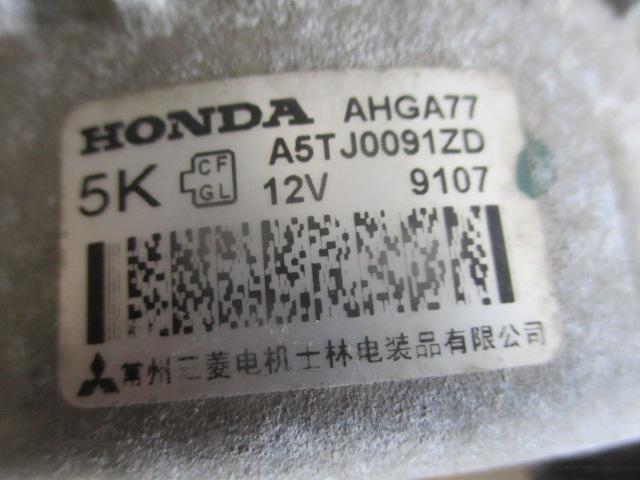 HONDA AHGA77
5K CF A5TJ0091ZD
GL 12V 9107
常州三菱电机士林电装品有限公司